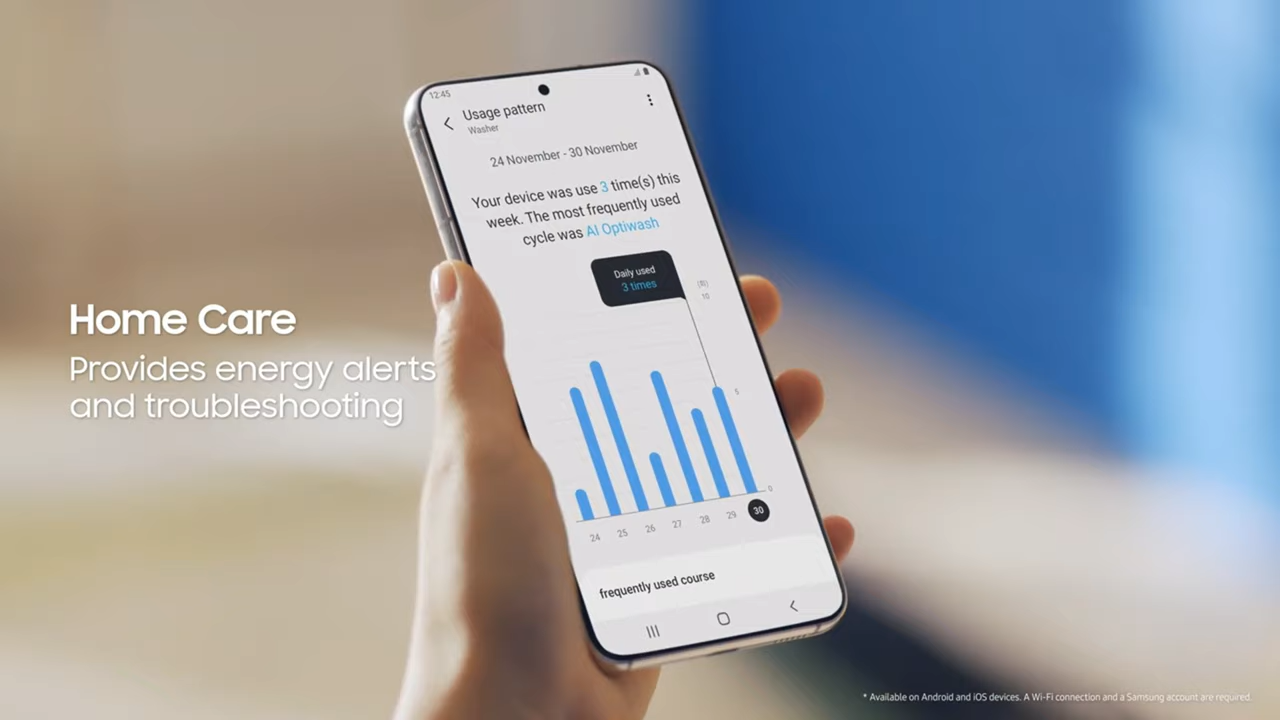 12:45
Usage pattern
Washer
24 November - 30 November
Your device was use 3 time(s) this
week. The most frequently used
cycle was AI Optiwash
Daily used
3 times
10
5
0
24 25 26 27 28 29 30
frequently used course
Home Care
Provides energy alerts
and troubleshooting
* Available on Android and iOS devices. A Wi-Fi connection and a Samsung account are required.